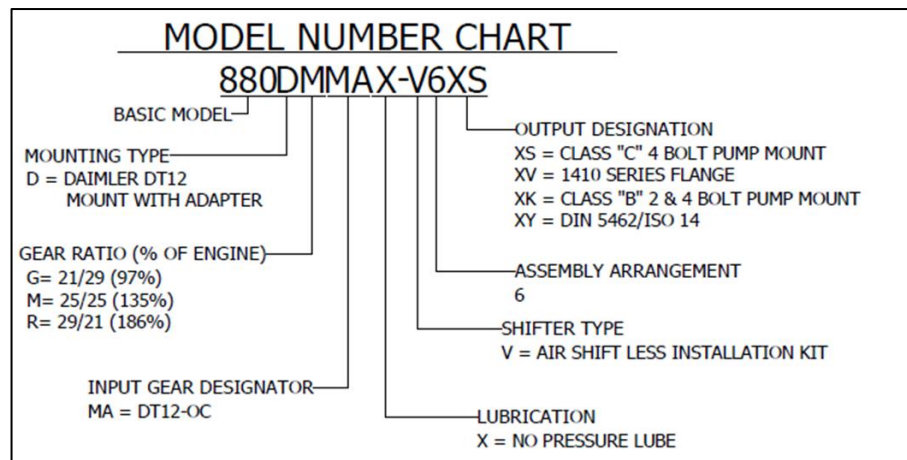 MODEL NUMBER CHART
880DMMAX-V6XS
BASIC MODEL
MOUNTING TYPE
D = DAIMLER DT12
MOUNT WITH ADAPTER
GEAR RATIO (% OF ENGINE)
G= 21/29 (97%)
M= 25/25 (135%)
R= 29/21 (186%)
INPUT GEAR DESIGNATOR
MA = DT12-OC
OUTPUT DESIGNATION
XS = CLASS "C" 4 BOLT PUMP MOUNT
XV = 1410 SERIES FLANGE
XK = CLASS "B" 2 & 4 BOLT PUMP MOUNT
XY = DIN 5462/ISO 14
ASSEMBLY ARRANGEMENT
6
SHIFTER TYPE
V = AIR SHIFT LESS INSTALLATION KIT
LUBRICATION
X = NO PRESSURE LUBE